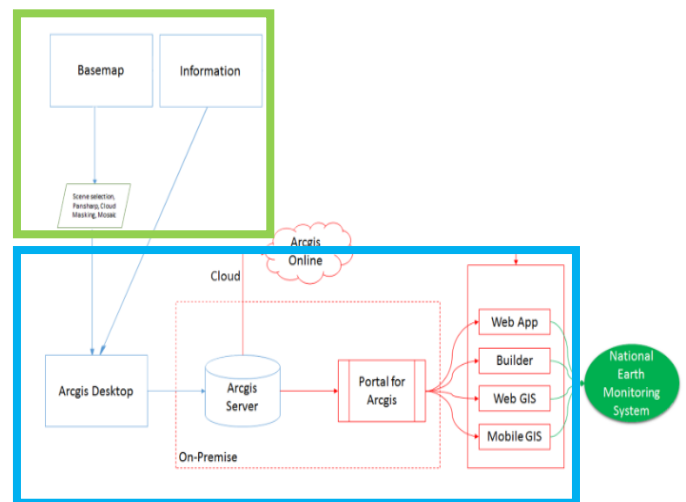 Basemap
Information
Scene selection,
Pansharp, Cloud
Masking, Mosac
Arcgis
Online
Cloud
Arcgis Desktop
Arcgis
Server
On-Premise
Portal for
Arcgis
Web App
Builder
Web GIS
Mobile GIS
National
Earth
Monitoring
System